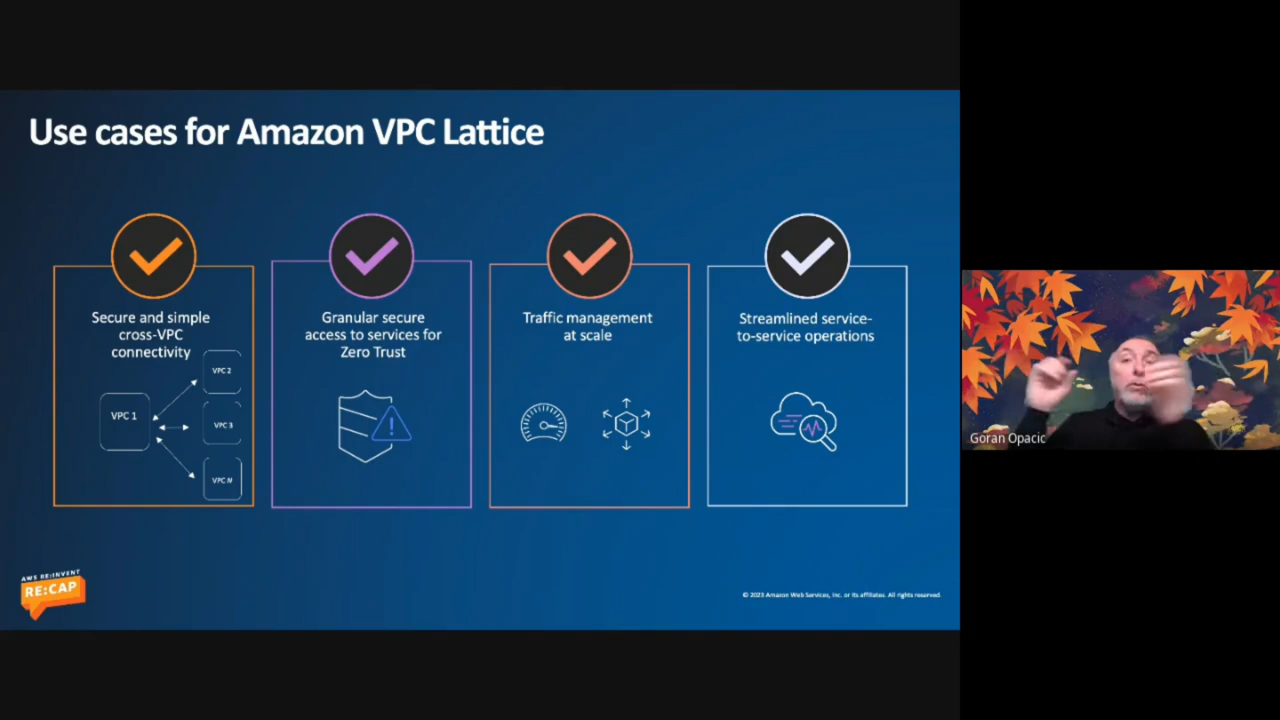 Use cases for Amazon VPC Lattice
Secure and simple
cross-VPC
connectivity
VPC 1
VPC 2
VPC 3
VPC N
Granular secure
access to services for
Zero Trust
Traffic management
at scale
Streamlined service-
to-service operations
Goran Opacic
AWS RE:INVENT
RE:CAP
© 2023 Amazon Web Services, Inc. or its affiliates. All rights reserved.